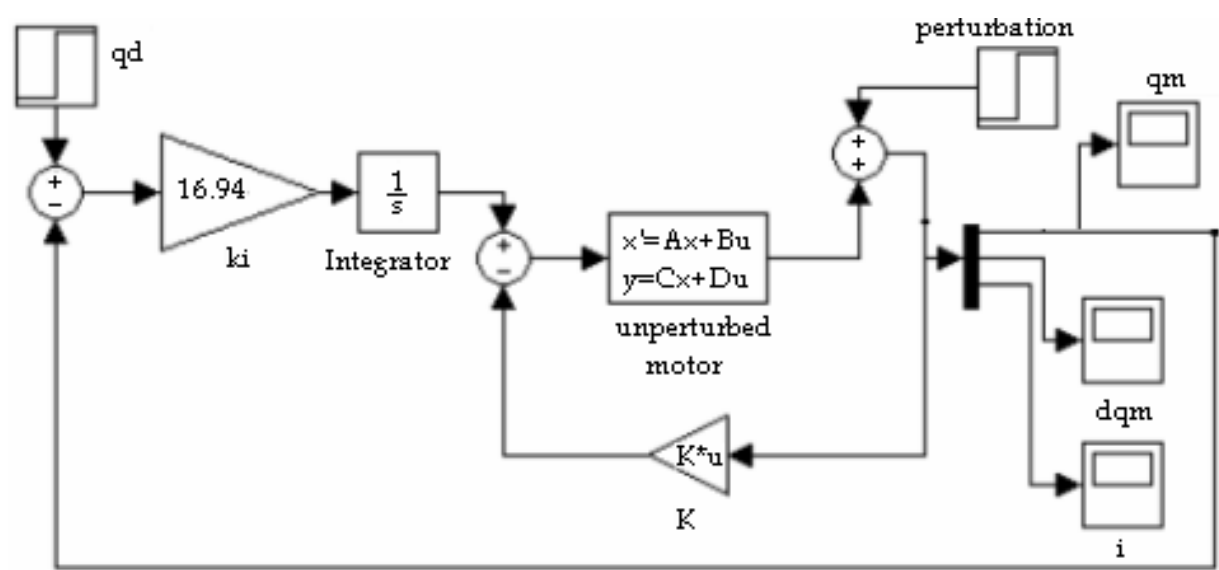 perturbation
qd
qm
+
−
16.94
ki
1
s
Integrator
+
−
x'=Ax+Bu
y=Cx+Du
unperturbed
motor
+
+
K*u
K
dqm
i